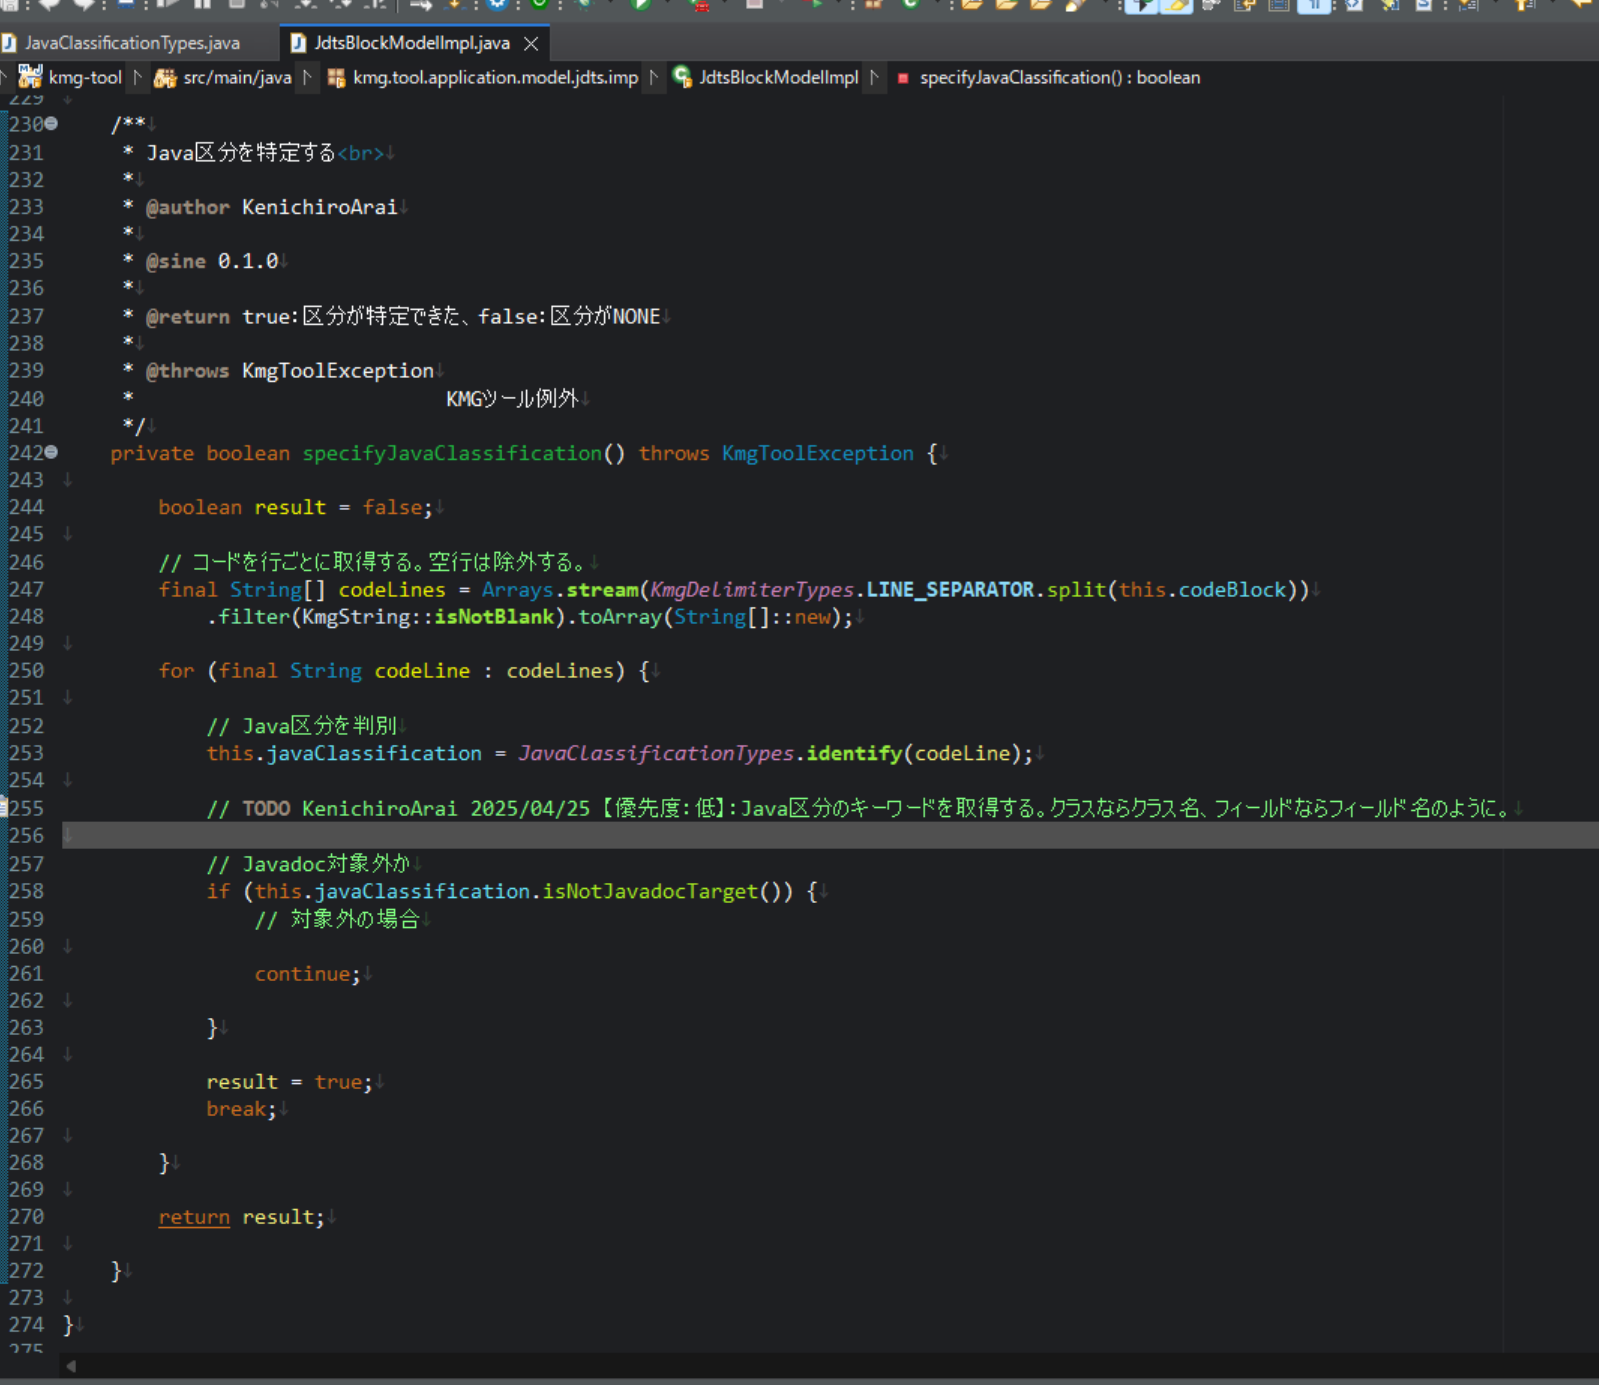 JavaClassificationTypes.java JdtsBlockModelImpl.java
kmg-tool src/main/java kmg.tool.application.model.jdts.imp JdtsBlockModelImpl specifyJavaClassification() : boolean
229
230 /**
231 * Java区分を特定する<br>
232 *
233 * @author KenichiroArai
234 *
235 * @sine 0.1.0
236 *
237 * @return true:区分が特定できた、false:区分がNONE
238 *
239 * @throws KmgToolException
240 * KMGツール例外
241 */
242 private boolean specifyJavaClassification() throws KmgToolException {
243
244 boolean result = false;
245
246 // コードを行ごとに取得する。空行は除外する。
247 final String[] codeLines = Arrays.stream(KmgDelimiterTypes.LINE_SEPARATOR.split(this.codeBlock))
248 .filter(KmgString::isNotBlank).toArray(String[]::new);
249
250 for (final String codeLine : codeLines) {
251
252 // Java区分を判別
253 this.javaClassification = JavaClassificationTypes.identify(codeLine);
254
255 // TODO KenichiroArai 2025/04/25 【優先度:低】:Java区分のキーワードを取得する。クラスならクラス名、フィールドならフィールド名のように。
256
257 // Javadoc対象外か
258 if (this.javaClassification.isNotJavadocTarget()) {
259 // 対象外の場合
260
261 continue;
262
263 }
264
265 result = true;
266 break;
267
268 }
269
270 return result;
271
272 }
273
274 }
275